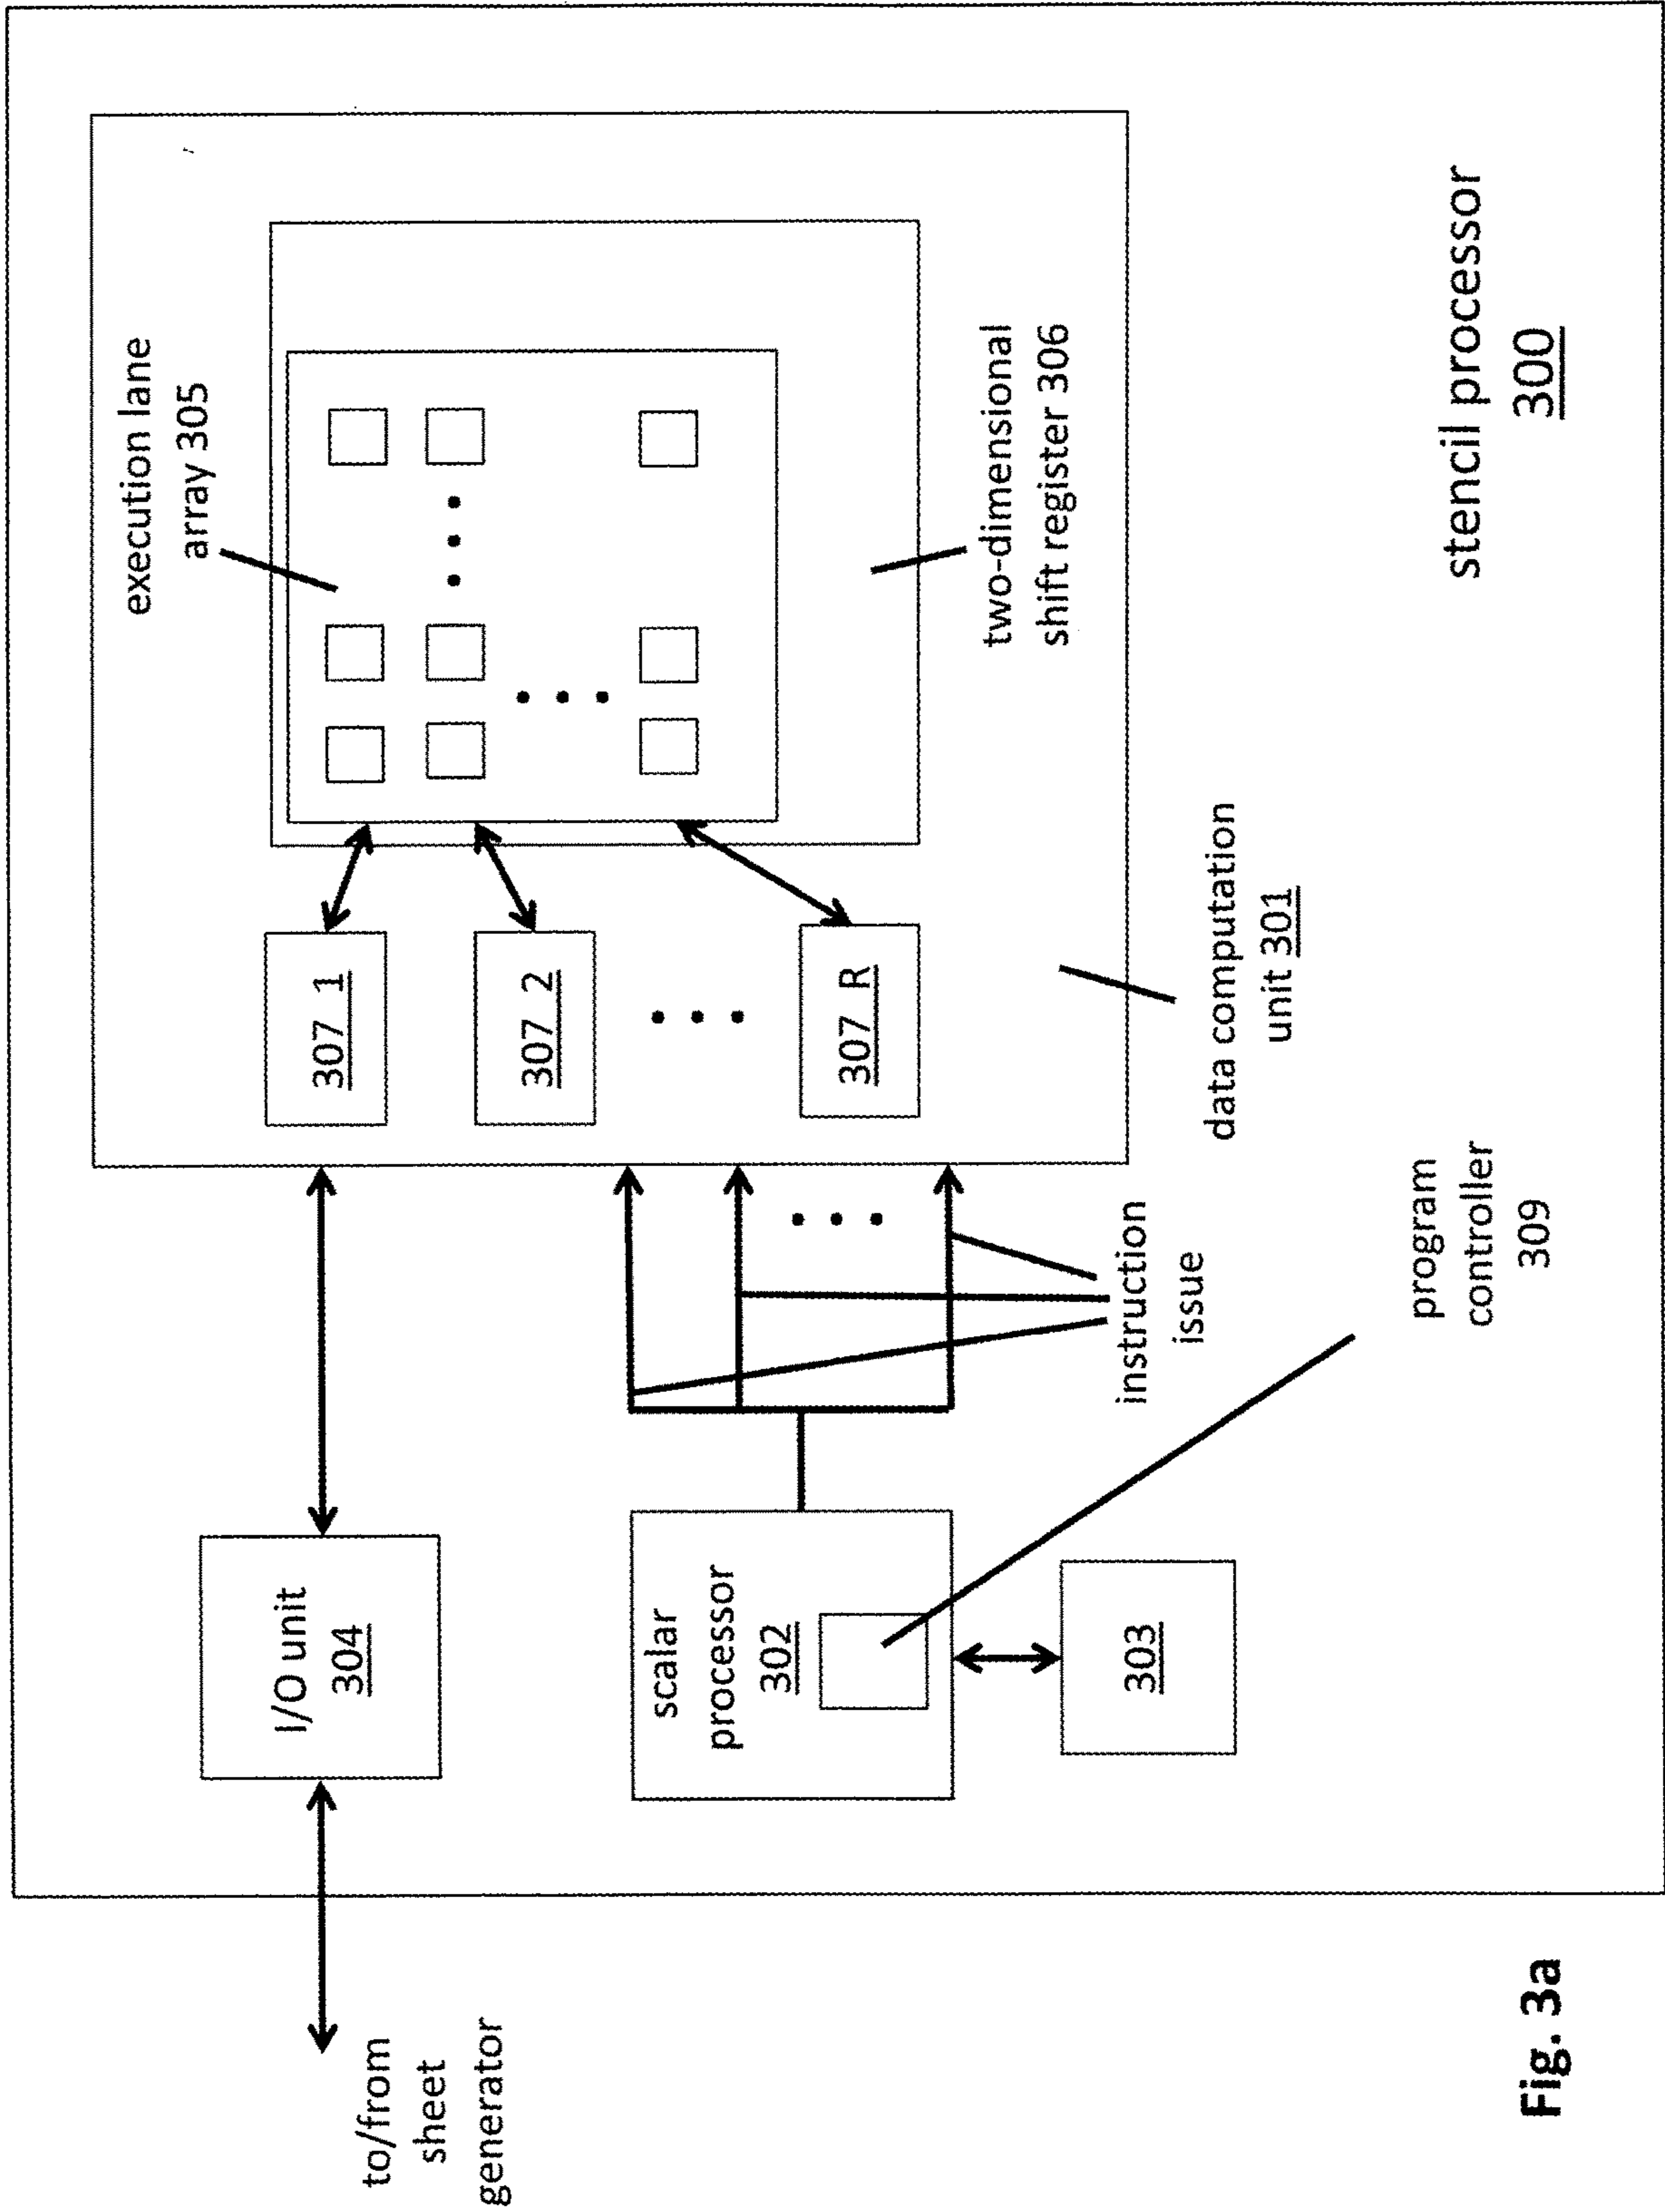 execution lane
array 305
307_1
307_2
307_R
two-dimensional
shift register 306
data computation
unit 301
I/O unit
304
to/from
sheet
generator
scalar
processor
302
303
instruction
issue
program
controller
309
stencil processor
300
Fig. 3a